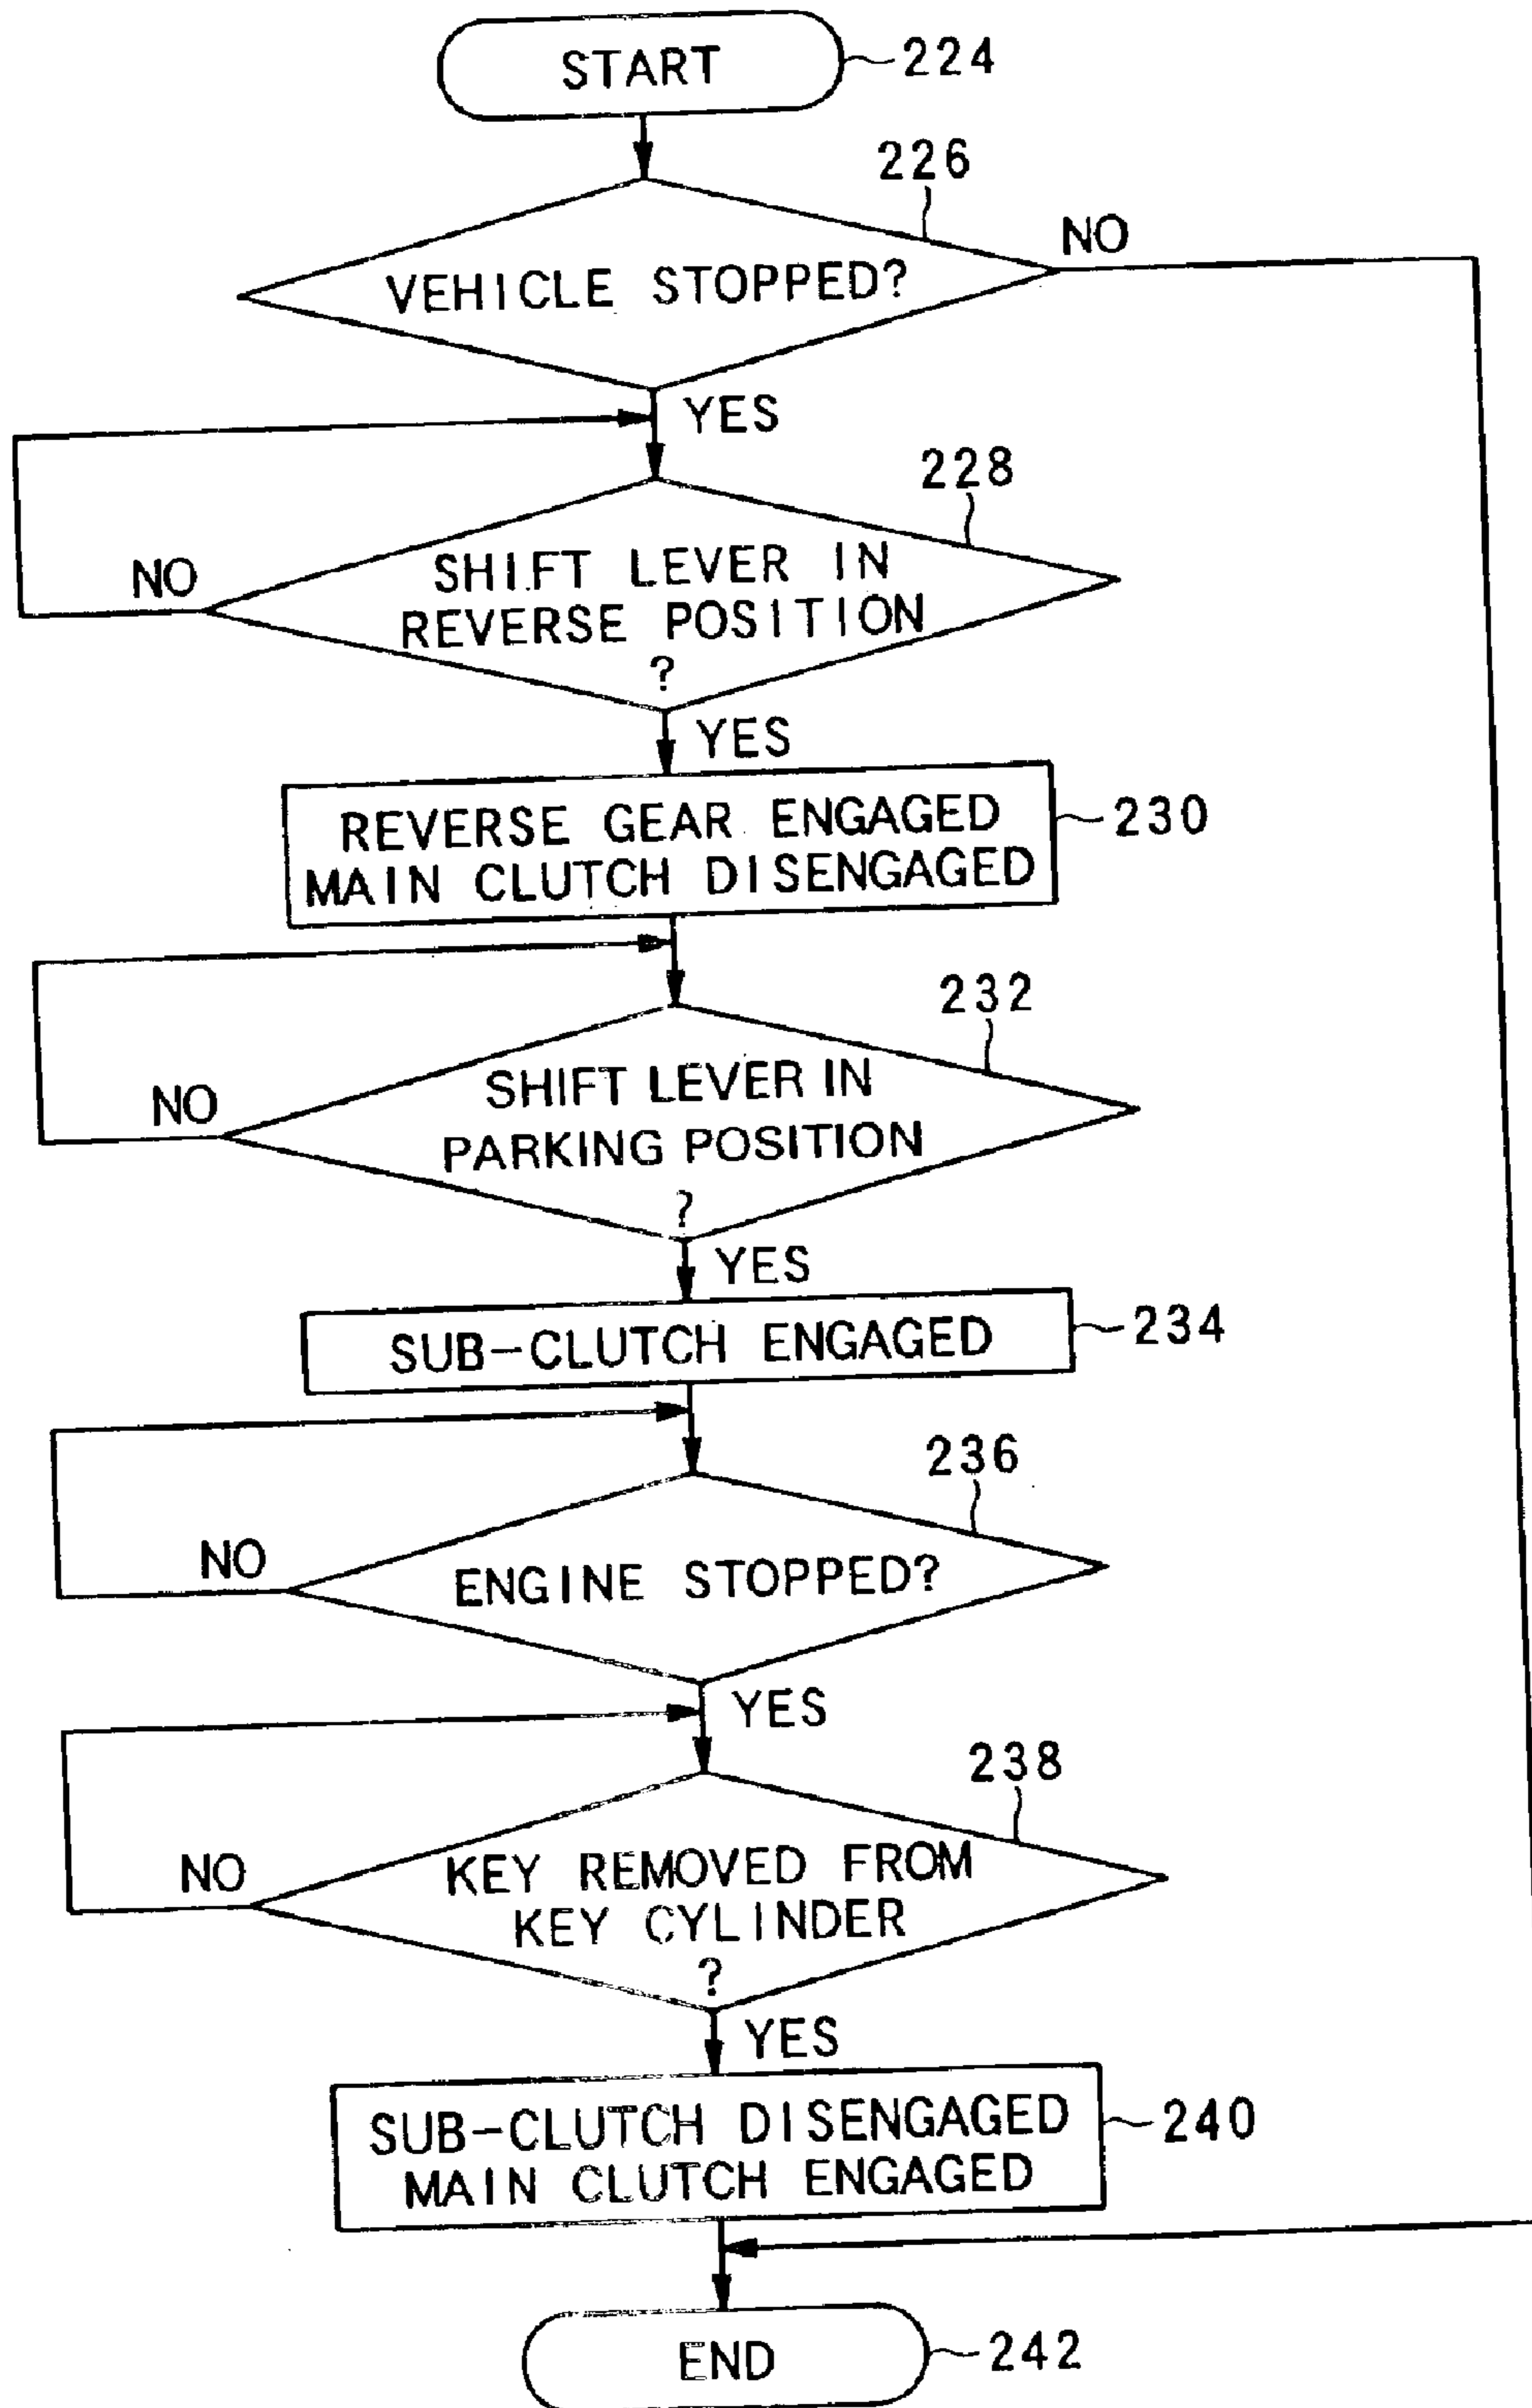 START
224
226
VEHICLE STOPPED?
NO
YES
228
SHIFT LEVER IN
REVERSE POSITION
?
NO
YES
REVERSE GEAR ENGAGED
MAIN CLUTCH DISENGAGED
230
232
SHIFT LEVER IN
PARKING POSITION
?
NO
YES
SUB-CLUTCH ENGAGED
234
236
ENGINE STOPPED?
NO
YES
238
KEY REMOVED FROM
KEY CYLINDER
?
NO
YES
SUB-CLUTCH DISENGAGED
MAIN CLUTCH ENGAGED
240
END
242